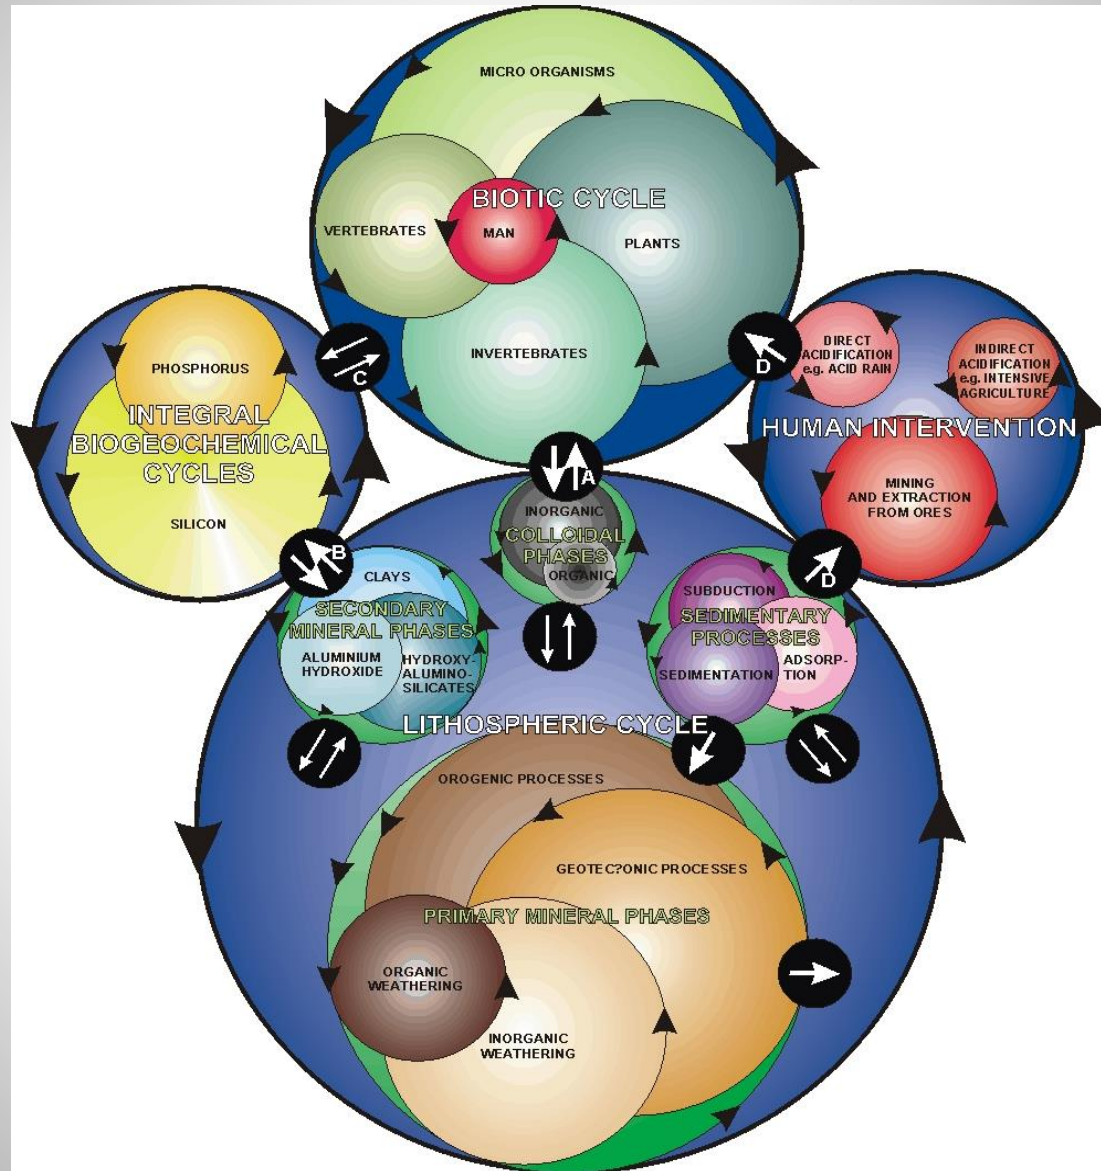 MICRO ORGANISMS
BIOTIC CYCLE
VERTEBRATES
MAN
PLANTS
INVERTEBRATES
C
D
A
PHOSPHORUS
INTEGRAL
BIOGEOCHEMICAL
CYCLES
SILICON
DIRECT
ACIDIFICATION
e.g. ACID RAIN
INDIRECT
ACIDIFICATION
e.g. INTENSIVE
AGRICULTURE
HUMAN INTERVENTION
MINING
AND EXTRACTION
FROM ORES
B
D
INORGANIC
COLLOIDAL
PHASES
ORGANIC
CLAYS
SECONDARY
MINERAL PHASES
ALUMINIUM
HYDROXIDE
HYDROXY-
ALUMINO-
SILICATES
SUBDUCTION
SEDIMENTARY
PROCESSES
SEDIMENTATION
ADSORP-
TION
LITHOSPHERIC CYCLE
OROGENIC PROCESSES
GEOTEC?ONIC PROCESSES
PRIMARY MINERAL PHASES
ORGANIC
WEATHERING
INORGANIC
WEATHERING